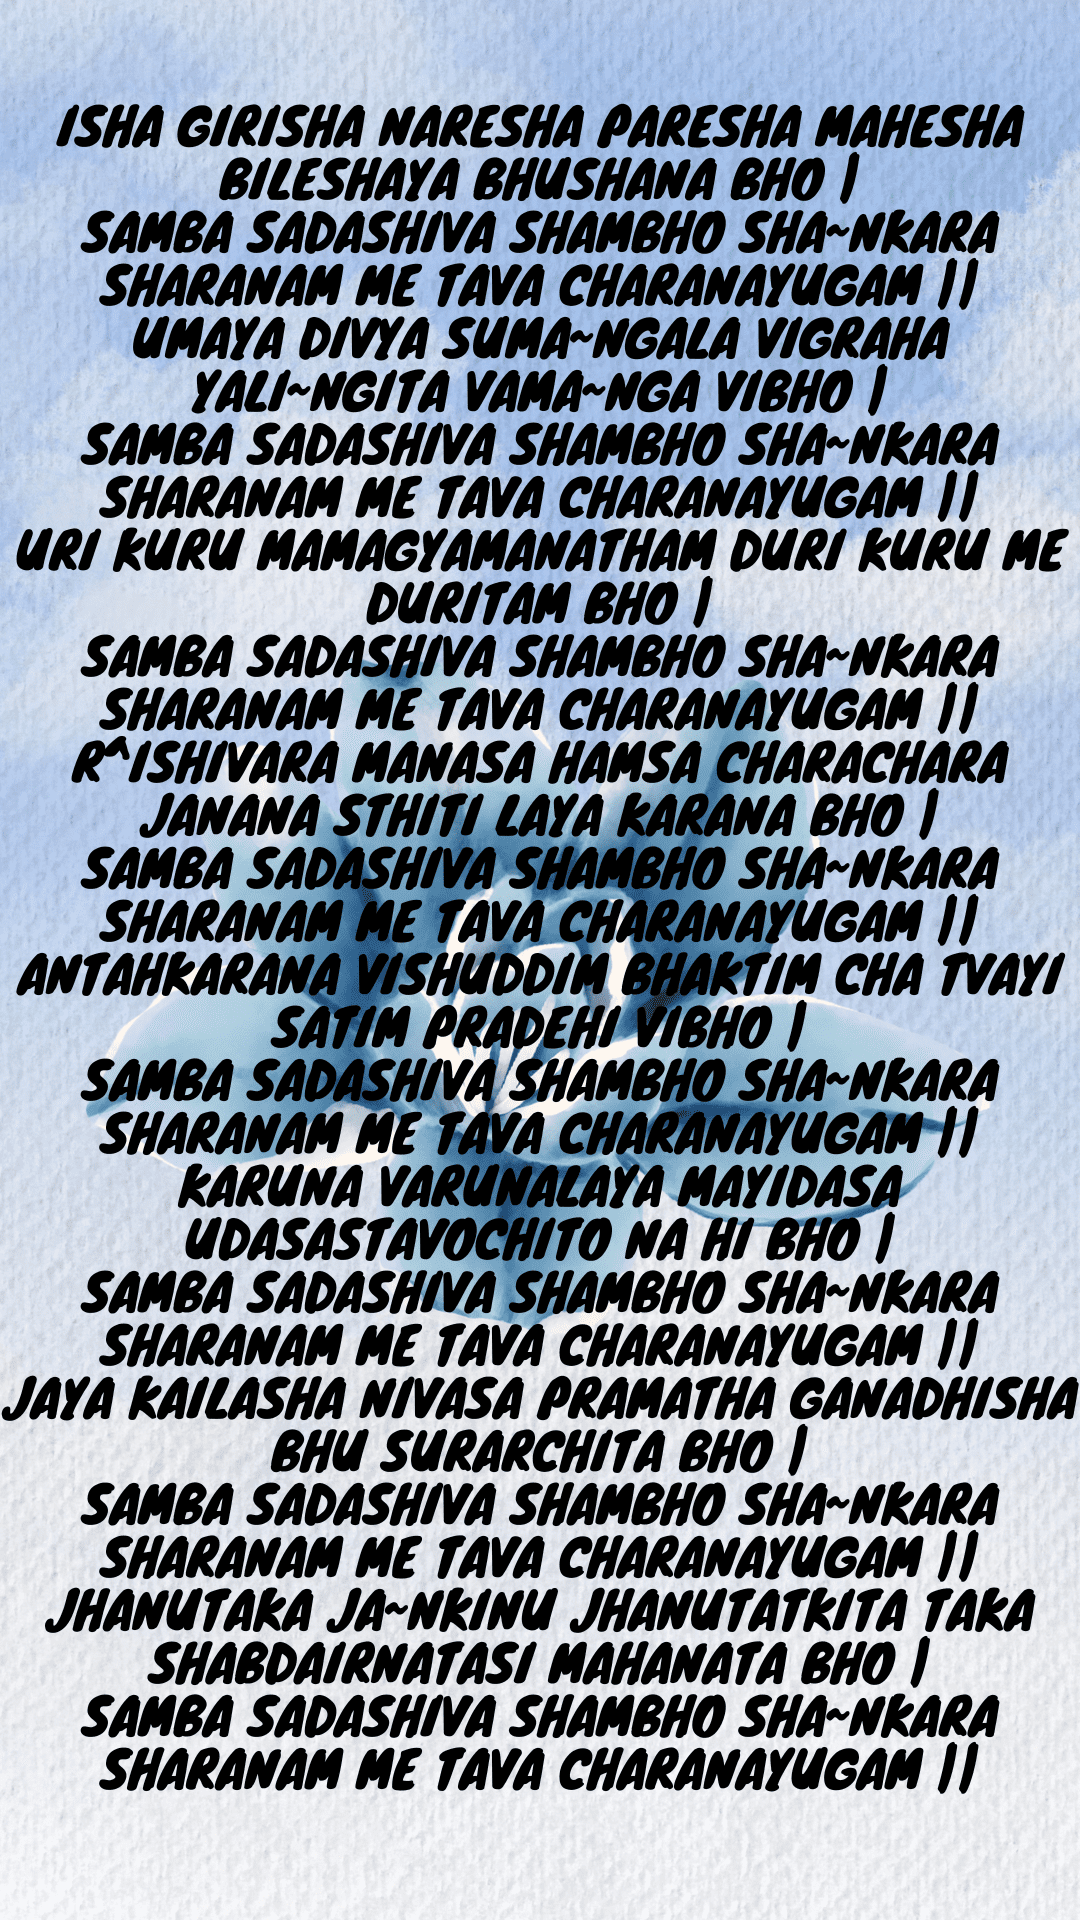 ISHA GIRISHA NARESHA PARESHA MAHESHA
BILESHAYA BHUSHANA BHO |
SAMBA SADASHIVA SHAMBHO SHA~NKARA
SHARANAM ME TAVA CHARANAYUGAM ||
UMAYA DIVYA SUMA~NGALA VIGRAHA
YALI~NGITA VAMA~NGA VIBHO |
SAMBA SADASHIVA SHAMBHO SHA~NKARA
SHARANAM ME TAVA CHARANAYUGAM ||
URI KURU MAMAGYAMANATHAM DURI KURU ME
DURITAM BHO |
SAMBA SADASHIVA SHAMBHO SHA~NKARA
SHARANAM ME TAVA CHARANAYUGAM ||
R^ISHIVARA MANASA HAMSA CHARACHARA
JANANA STHITI LAYA KARANA BHO |
SAMBA SADASHIVA SHAMBHO SHA~NKARA
SHARANAM ME TAVA CHARANAYUGAM ||
ANTAHKARANA VISHUDDIM BHAKTIM CHA TVAYI
SATIM PRADEHI VIBHO |
SAMBA SADASHIVA SHAMBHO SHA~NKARA
SHARANAM ME TAVA CHARANAYUGAM ||
KARUNA VARUNALAYA MAYIDASA
UDASASTAVOCHITO NA HI BHO |
SAMBA SADASHIVA SHAMBHO SHA~NKARA
SHARANAM ME TAVA CHARANAYUGAM ||
JAYA KAILASHA NIVASA PRAMATHA GANADHISHA
BHU SURARCHITA BHO |
SAMBA SADASHIVA SHAMBHO SHA~NKARA
SHARANAM ME TAVA CHARANAYUGAM ||
JHANUTAKA JA~NKINU JHANUTATKITA TAKA
SHABDAIRNATASI MAHANATA BHO |
SAMBA SADASHIVA SHAMBHO SHA~NKARA
SHARANAM ME TAVA CHARANAYUGAM ||